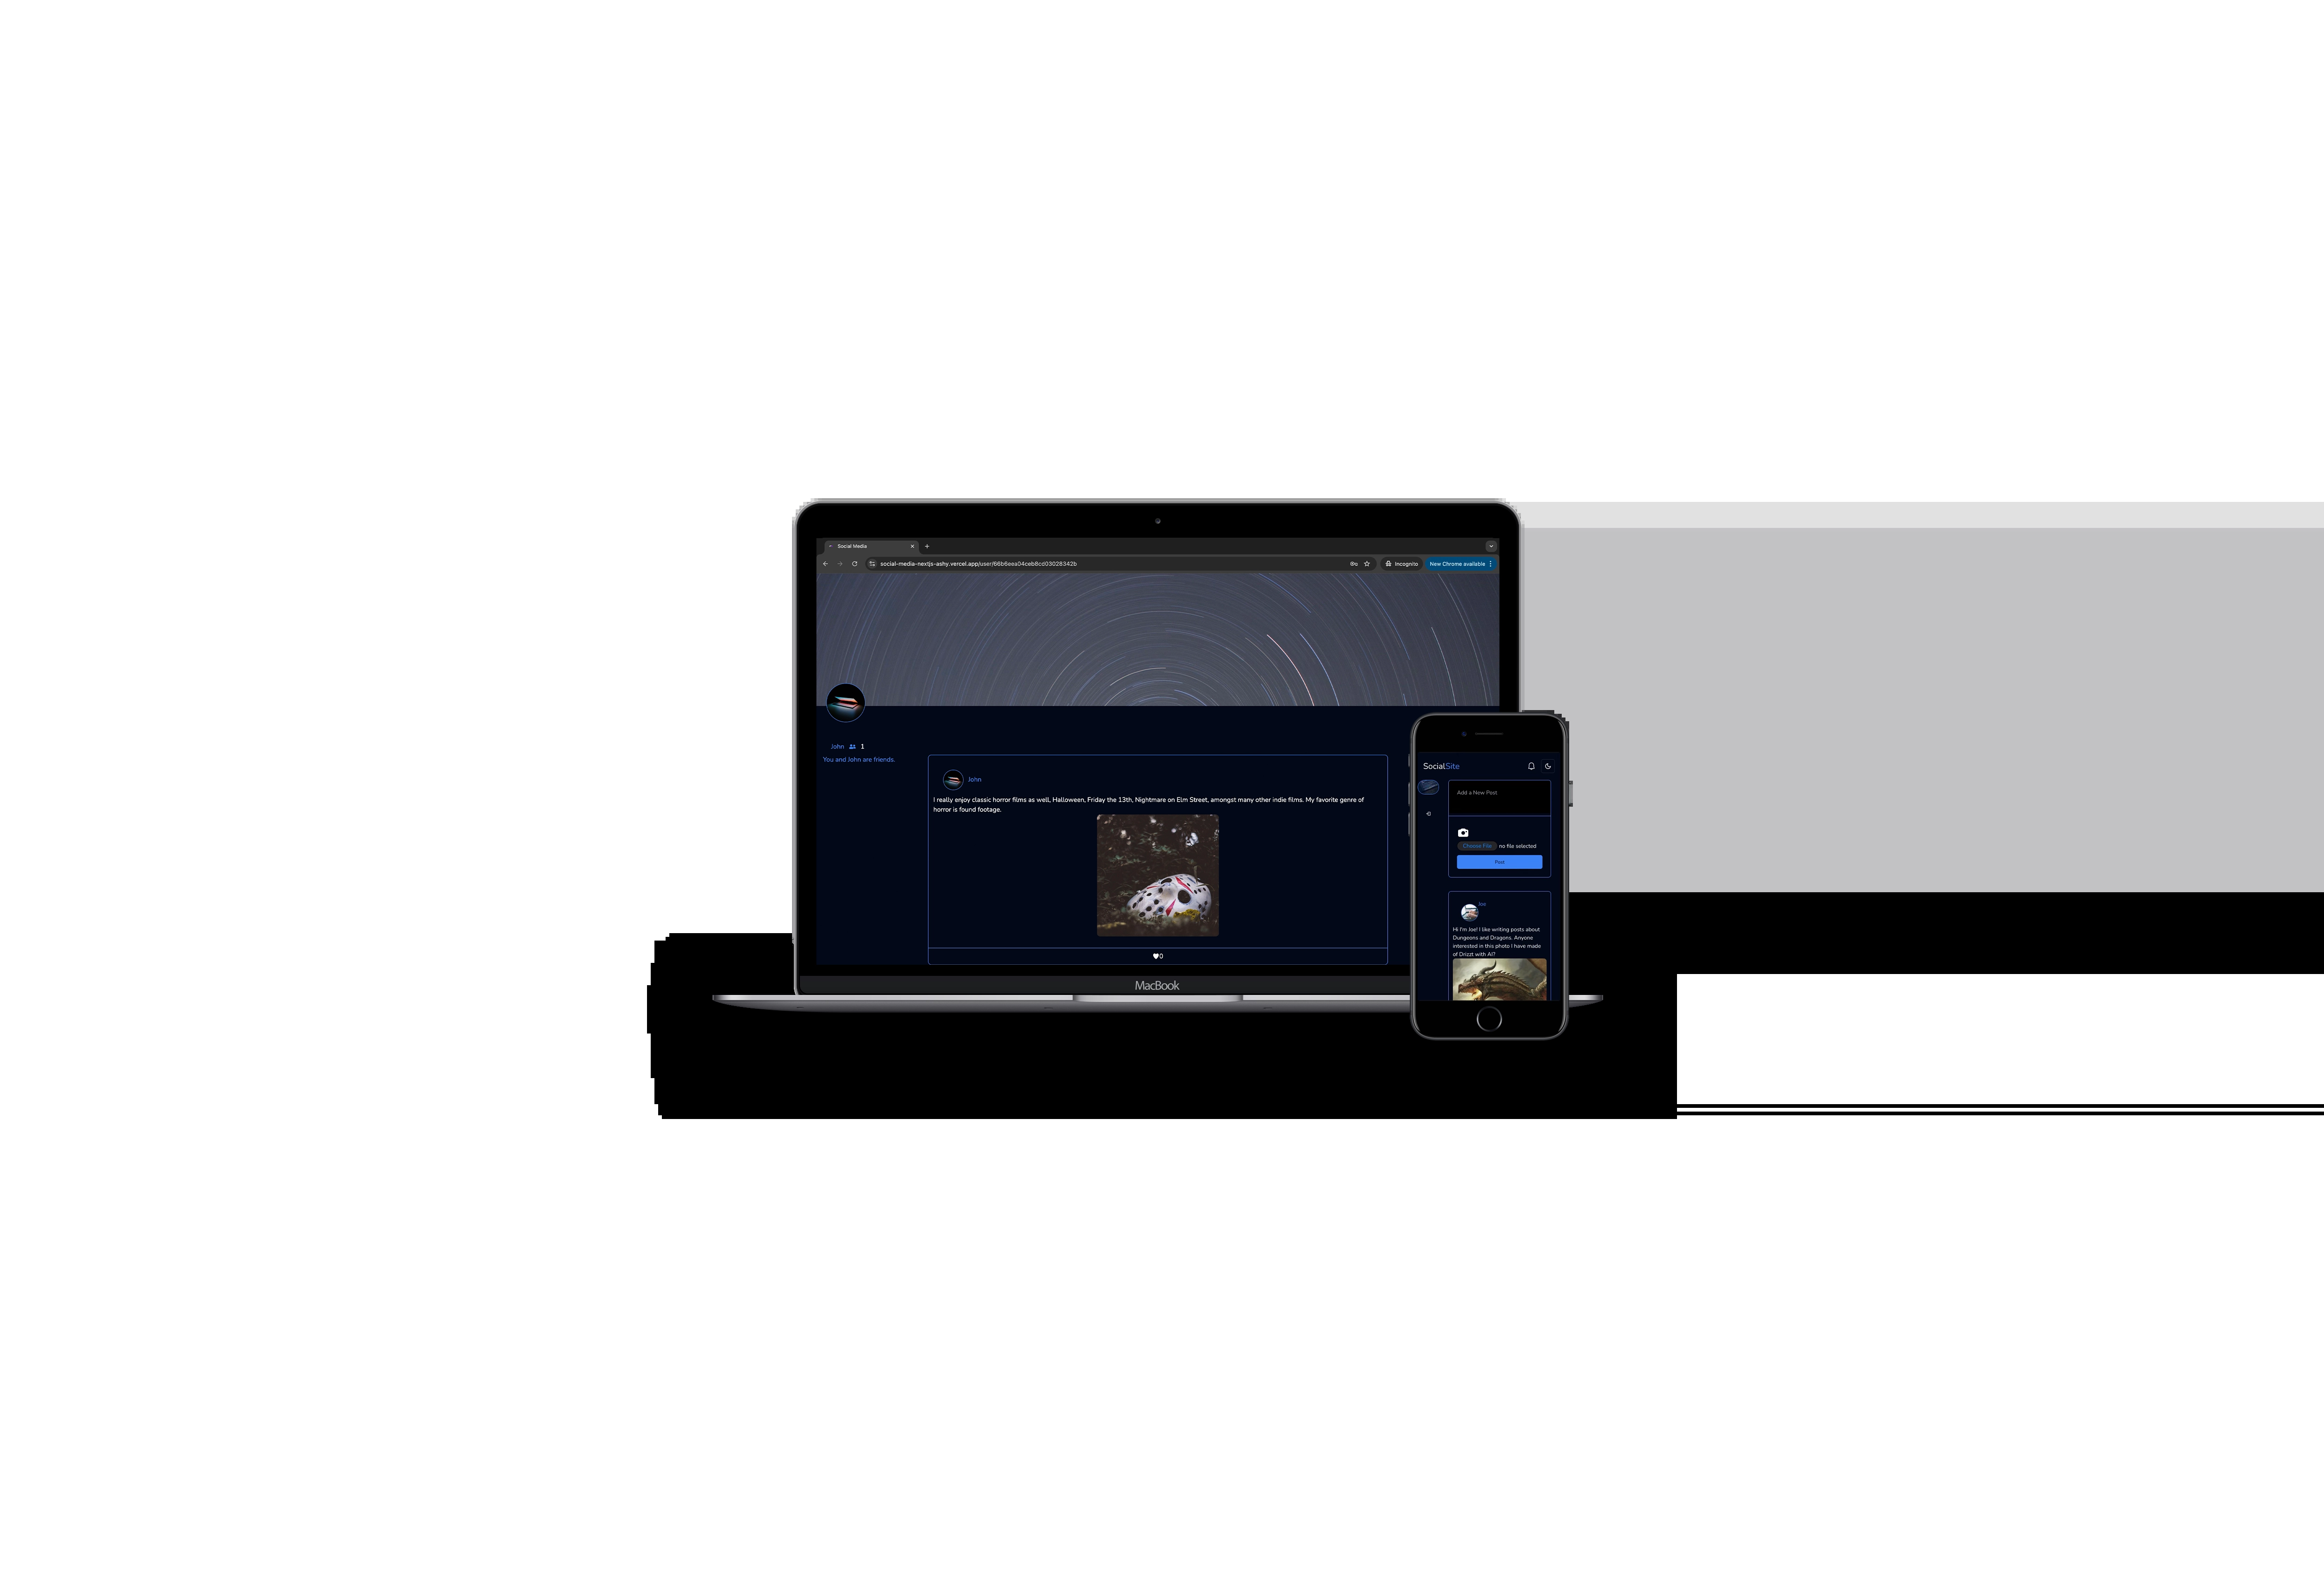 Social Media
social-media-nextjs-ashy.vercel.app/user/66b6eea04ceb8cd03028342b
Incognito
New Chrome available
John 1
You and John are friends.
John
I really enjoy classic horror films as well, Halloween, Friday the 13th, Nightmare on Elm Street, amongst many other indie films. My favorite genre of
horror is found footage.
0
MacBook
SocialSite
Add a New Post
Choose File no file selected
Post
Joe
Hi I'm Joe! I like writing posts about
Dungeons and Dragons. Anyone
interested in this photo I have made
of Drizzt with AI?